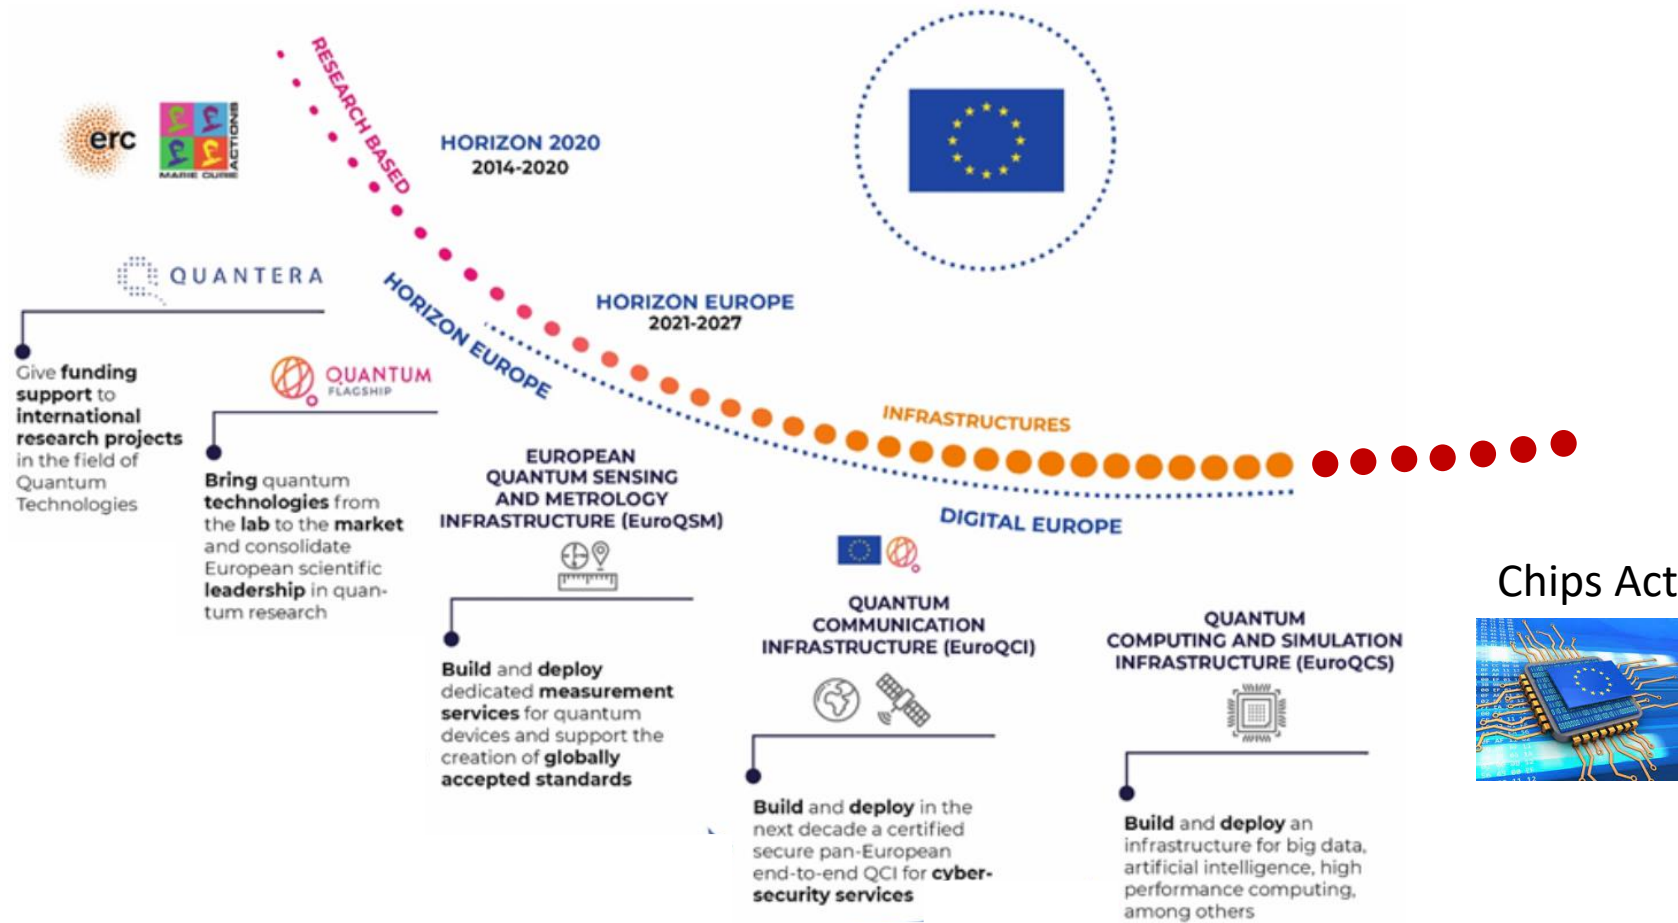 RESEARCH BASED
erc
MARIE CURIE
ACTIONS
HORIZON 2020
2014-2020
QUANTERA
Give funding
support to
international
research projects
in the field of
Quantum
Technologies
HORIZON EUROPE
HORIZON EUROPE
2021-2027
QUANTUM
FLAGSHIP
Bring quantum
technologies from
the lab to the market
and consolidate
European scientific
leadership in quan-
tum research
INFRASTRUCTURES
DIGITAL EUROPE
EUROPEAN
QUANTUM SENSING
AND METROLOGY
INFRASTRUCTURE (EuroQSM)
Build and deploy
dedicated measurement
services for quantum
devices and support the
creation of globally
accepted standards
QUANTUM
COMMUNICATION
INFRASTRUCTURE (EuroQCI)
Build and deploy in the
next decade a certified
secure pan-European
end-to-end QCI for cyber-
security services
QUANTUM
COMPUTING AND SIMULATION
INFRASTRUCTURE (EuroQCS)
Build and deploy an
infrastructure for big data,
artificial intelligence, high
performance computing,
among others
Chips Act